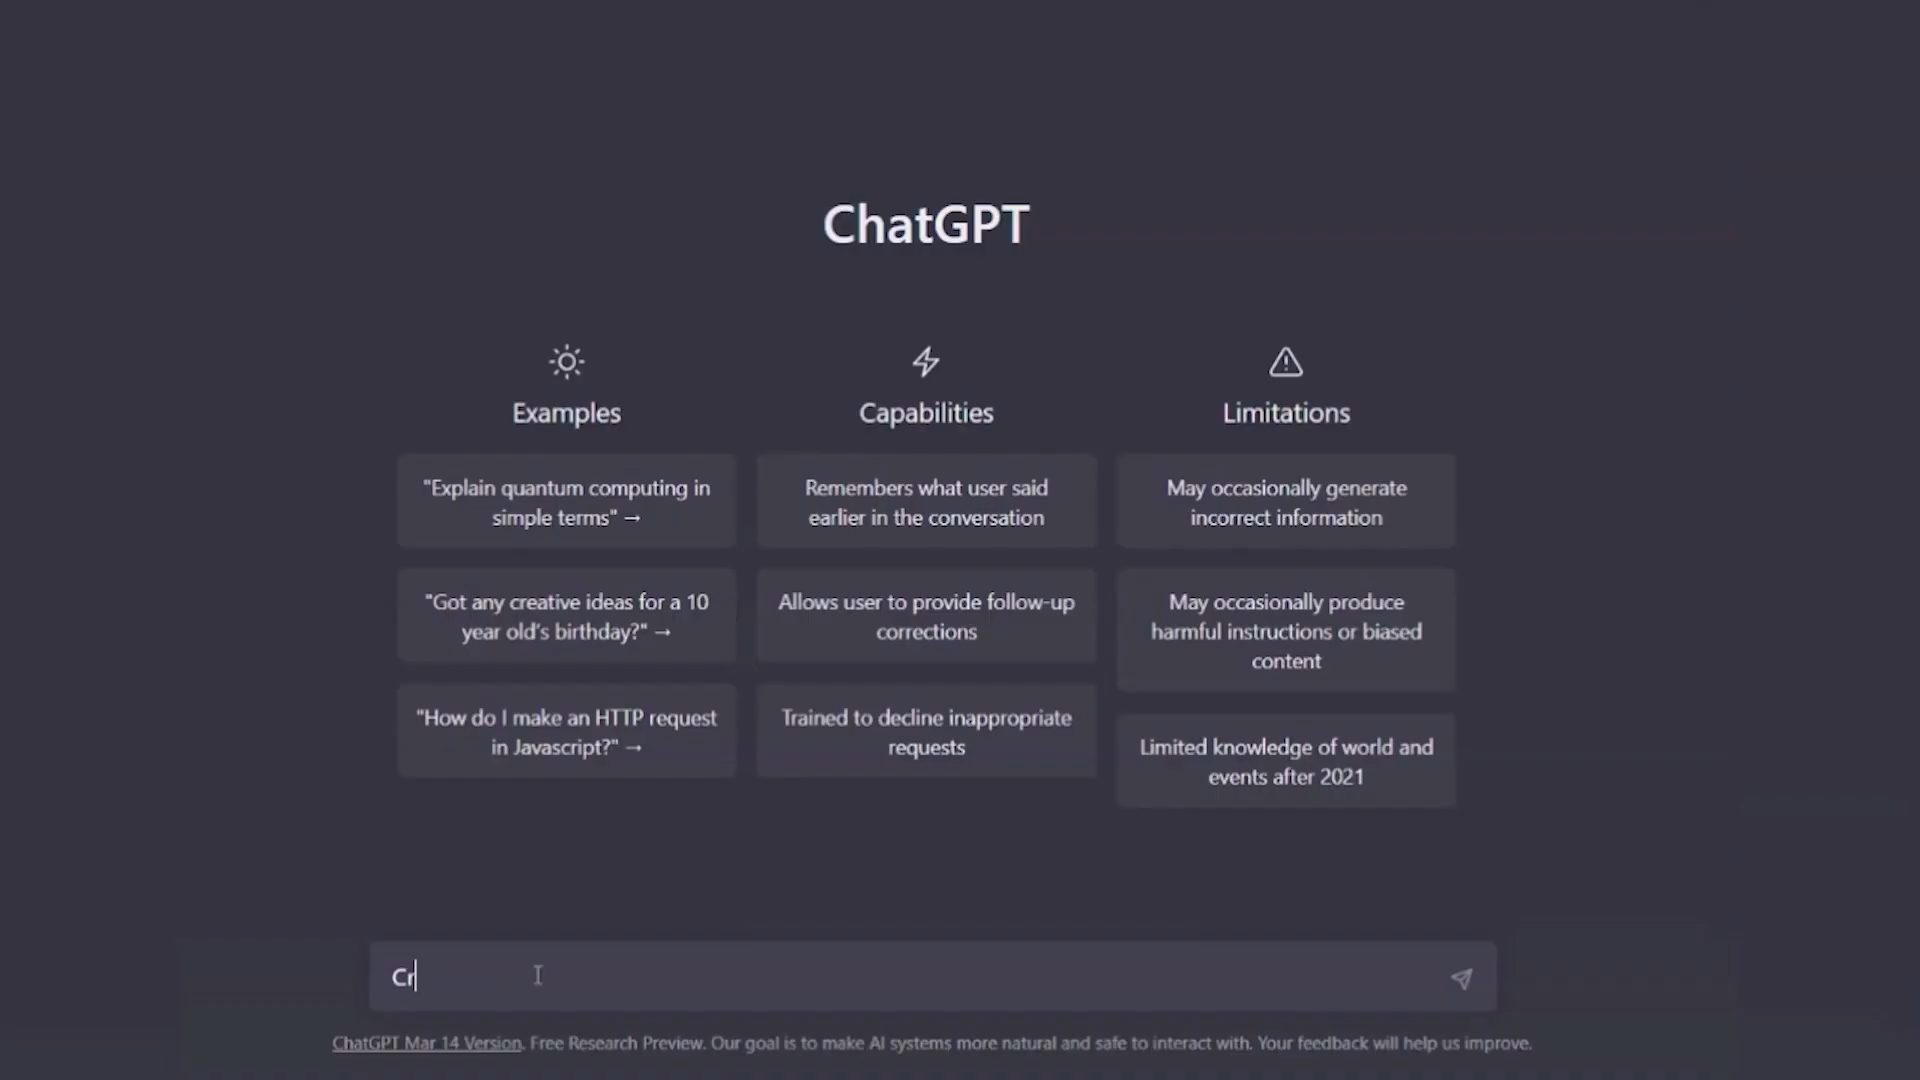 ChatGPT
Examples
"Explain quantum computing in
simple terms" →
"Got any creative ideas for a 10
year old's birthday?" →
"How do I make an HTTP request
in Javascript?" →
Capabilities
Remembers what user said
earlier in the conversation
Allows user to provide follow-up
corrections
Trained to decline inappropriate
requests
Limitations
May occasionally generate
incorrect information
May occasionally produce
harmful instructions or biased
content
Limited knowledge of world and
events after 2021
Cr
ChatGPT Mar 14 Version. Free Research Preview. Our goal is to make AI systems more natural and safe to interact with. Your feedback will help us improve.